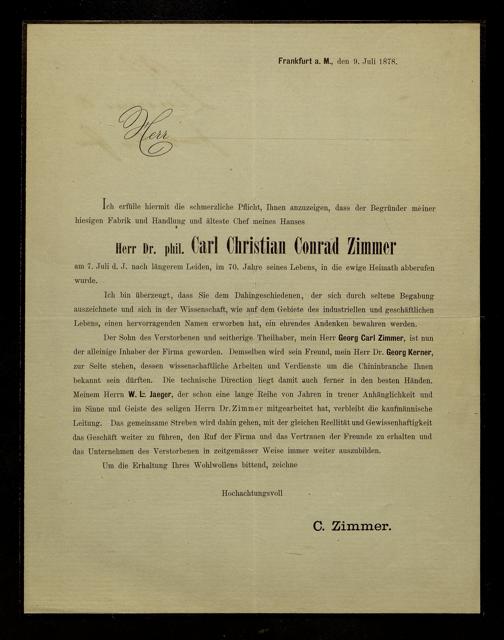 Frankfurt a. M., den 9. Juli 1878.
Herr
Ich erfülle hiermit die schmerzliche Pflicht, Ihnen anzuzeigen, dass der Begründer meiner
hiesigen Fabrik und Handlung und älteste Chef meines Hauses
Herr Dr. phil. Carl Christian Conrad Zimmer
am 7. Juli d. J. nach längerem Leiden, im 70. Jahre seines Lebens, in die ewige Heimath abberufen
wurde.
Ich bin überzeugt, dass Sie dem Dahingeschiedenen, der sich durch seltene Begabung
auszeichnete und sich in der Wissenschaft, wie auf dem Gebiete des industriellen und geschäftlichen
Lebens, einen hervorragenden Namen erworben hat, ein ehrendes Andenken bewahren werden.
Der Sohn des Verstorbenen und seitherige Theilhaber, mein Herr Georg Carl Zimmer, ist nun
der alleinige Inhaber der Firma geworden. Demselben wird sein Freund, mein Herr Dr. Georg Kerner,
zur Seite stehen, dessen wissenschaftliche Arbeiten und Verdienste um die Chininbranche Ihnen
bekannt sein dürften. Die technische Direction liegt damit auch ferner in den besten Händen.
Meinem Herrn W. L. Jaeger, der schon eine lange Reihe von Jahren in treuer Anhänglichkeit und
im Sinne und Geiste des seligen Herrn Dr. Zimmer mitgearbeitet hat, verbleibt die kaufmännische
Leitung. Das gemeinsame Streben wird dahin gehen, mit der gleichen Reellität und Gewissenhaftigkeit
das Geschäft weiter zu führen, den Ruf der Firma und das Vertrauen der Freunde zu erhalten und
das Unternehmen des Verstorbenen in zeitgemässer Weise immer weiter auszubilden.
Um die Erhaltung Ihres Wohlwollens bittend, zeichne
Hochachtungsvoll
C. Zimmer.